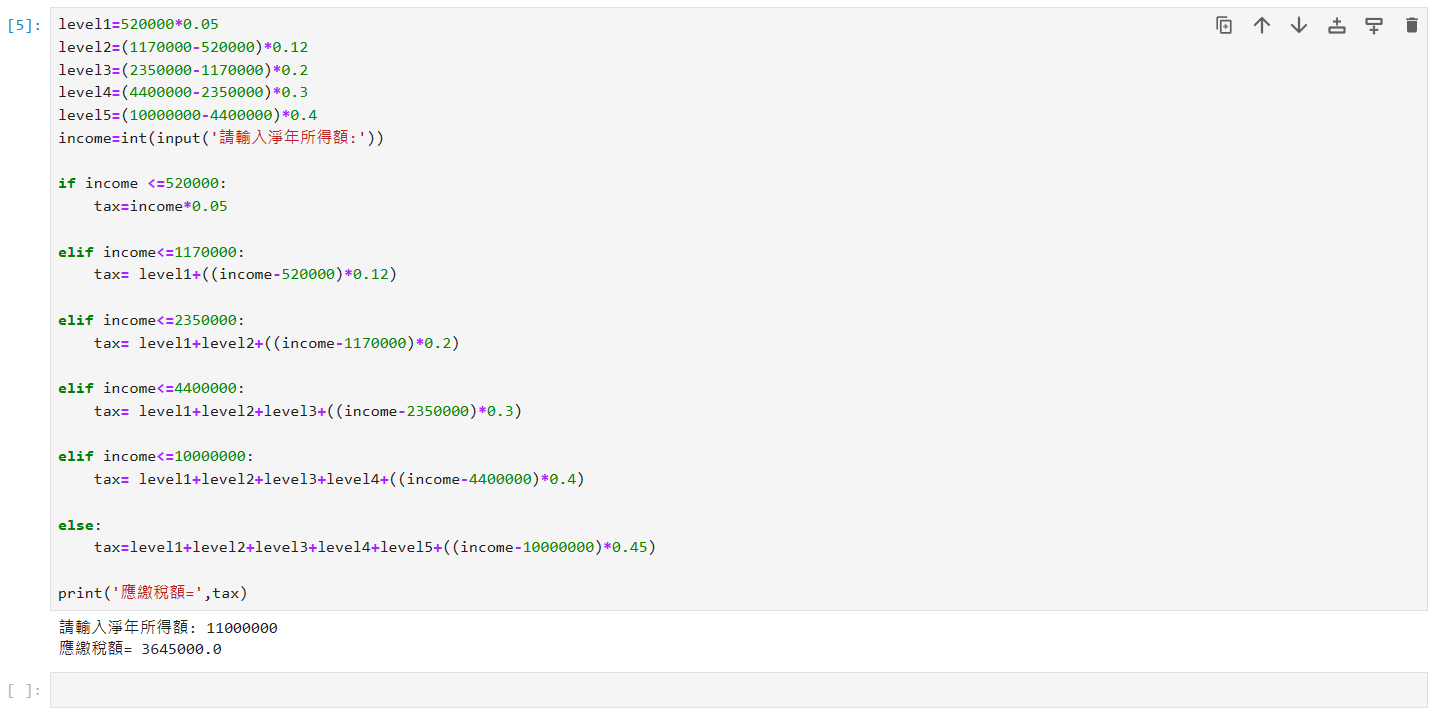 [5]:
level1=520000*0.05
level2=(1170000-520000)*0.12
level3=(2350000-1170000)*0.2
level4=(4400000-2350000)*0.3
level5=(10000000-4400000)*0.4
income=int(input('請輸入淨年所得額:'))
if income <=520000:
    tax=income*0.05
elif income<=1170000:
    tax= level1+((income-520000)*0.12)
elif income<=2350000:
    tax= level1+level2+((income-1170000)*0.2)
elif income<=4400000:
    tax= level1+level2+level3+((income-2350000)*0.3)
elif income<=10000000:
    tax= level1+level2+level3+level4+((income-4400000)*0.4)
else:
    tax=level1+level2+level3+level4+level5+((income-10000000)*0.45)
print('應繳稅額=',tax)
請輸入淨年所得額: 11000000
應繳稅額= 3645000.0
[ ]: